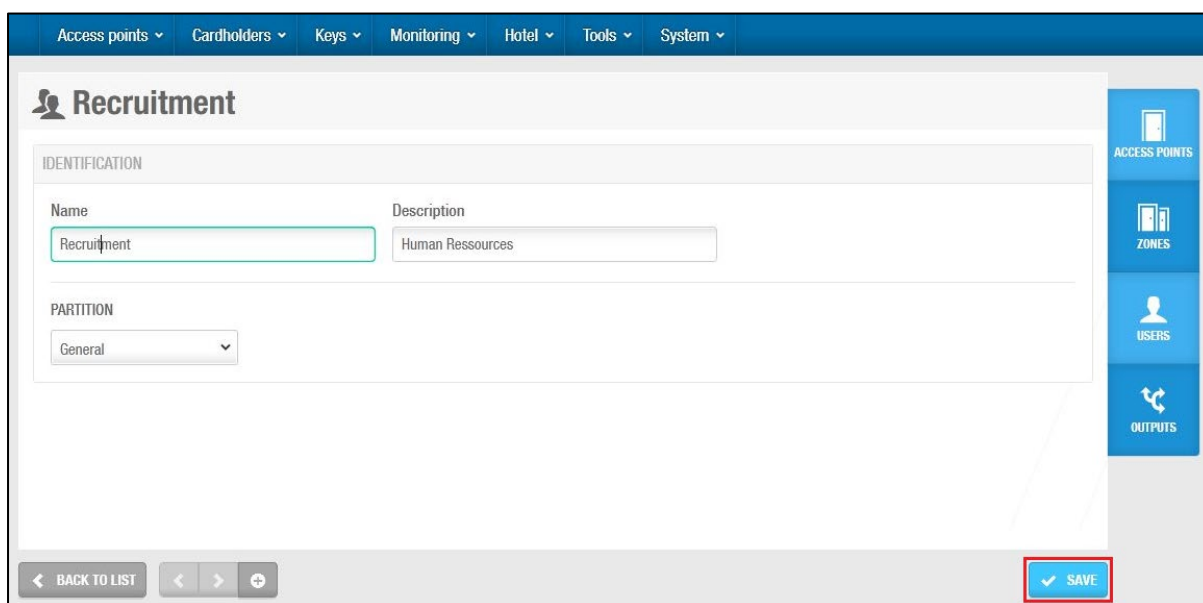 Access points Cardholders Keys Monitoring Hotel Tools System
Recruitment
ACCESS POINTS
IDENTIFICATION
Name Description
Recruitment Human Ressources
ZONES
PARTITION
General
USERS
OUTPUTS
BACK TO LIST SAVE